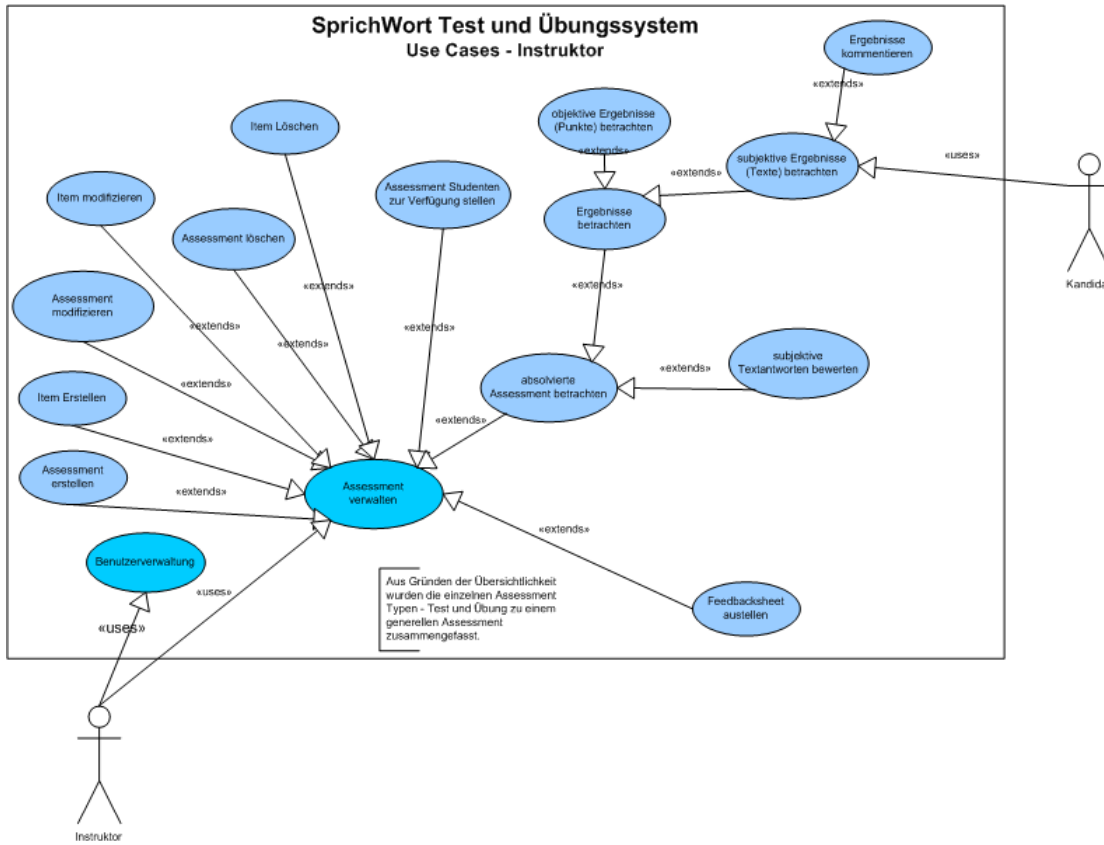 SprichWort Test und Übungssystem
Use Cases - Instruktor
Ergebnisse
kommentieren
«extends»
objektive Ergebnisse
(Punkte) betrachten
«extends»
Item Löschen
subjektive Ergebnisse
(Texte) betrachten
«uses»
«extends»
Assessment Studenten
zur Verfügung stellen
Item modifizieren
Ergebnisse
betrachten
Assessment löschen
Kandida
«extends»
«extends»
Assessment
modifizieren
«extends»
«extends»
«extends»
subjektive
Textantworten bewerten
«extends»
«extends»
absolvierte
Assessment betrachten
Item Erstellen
«extends»
«extends»
Assessment
erstellen
«extends»
Assessment
verwalten
«extends»
Benutzerverwaltung
«uses»
Aus Gründen der Übersichtlichkeit
wurden die einzelnen Assessment
Typen - Test und Übung zu einem
generellen Assessment
zusammengefasst.
Feedbacksheet
austellen
«uses»
Instruktor